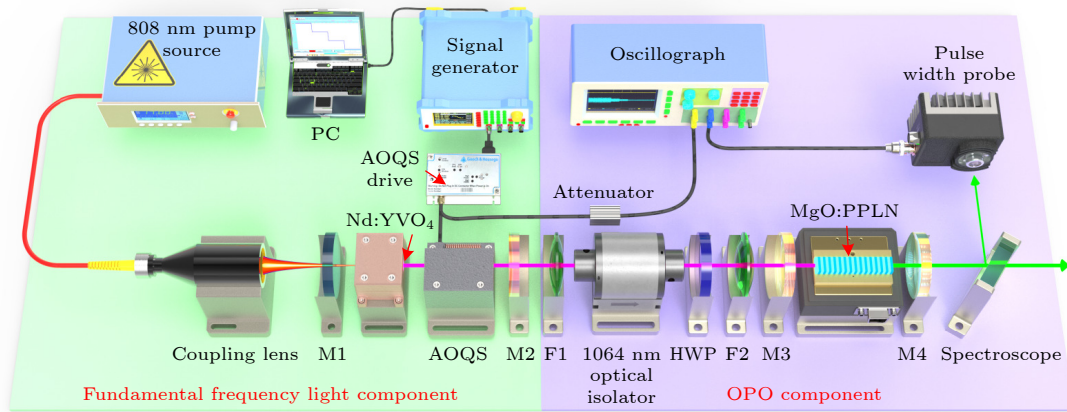 808 nm pump
source
PC
Signal
generator
Oscillograph
Pulse
width probe
AOQS
drive
Attenuator
Nd:YVO₄
MgO:PPLN
Coupling lens
M1
AOQS
M2
F1
1064 nm
optical
isolator
HWP
F2
M3
M4
Spectroscope
Fundamental frequency light component
OPO component